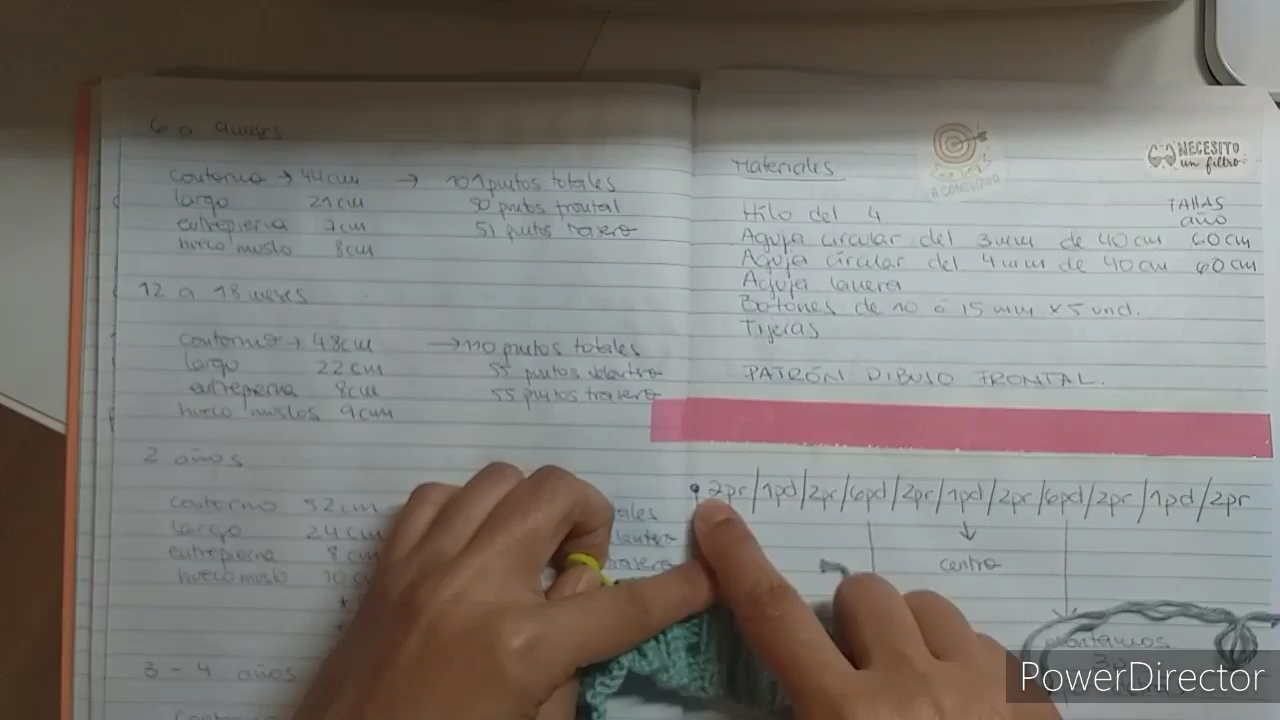 6 a 9 meses
contorno → 44 cm → 101 puntos totales
largo 21 cm 50 puntos frontal
entrepierna 7 cm 51 puntos trasero
hueco muslo 8 cm
12 a 18 meses
contorno → 48 cm → 110 puntos totales
largo 22 cm 55 puntos delantero
entrepierna 8 cm 55 puntos trasero
hueco muslos 9 cm
2 años
contorno 52 cm
largo 24 cm
entrepierna 8 cm
hueco muslo
3 - 4 años
Materiales
A CONSEGUIR
NECESITO
un filtro
TALLAS
año
Hilo del 4
Aguja circular del 3mm de 40 cm 60 cm
Aguja circular del 4mm de 40 cm 60 cm
Aguja lanera
Botones de 10 ó 15 mm x 5 und.
Tijeras
PATRÓN DIBUJO FRONTAL.
2pr/1pd/2pr/6pd/2pr/1pd/2pr/6pd/2pr/1pd/2pr
centro
PowerDirector